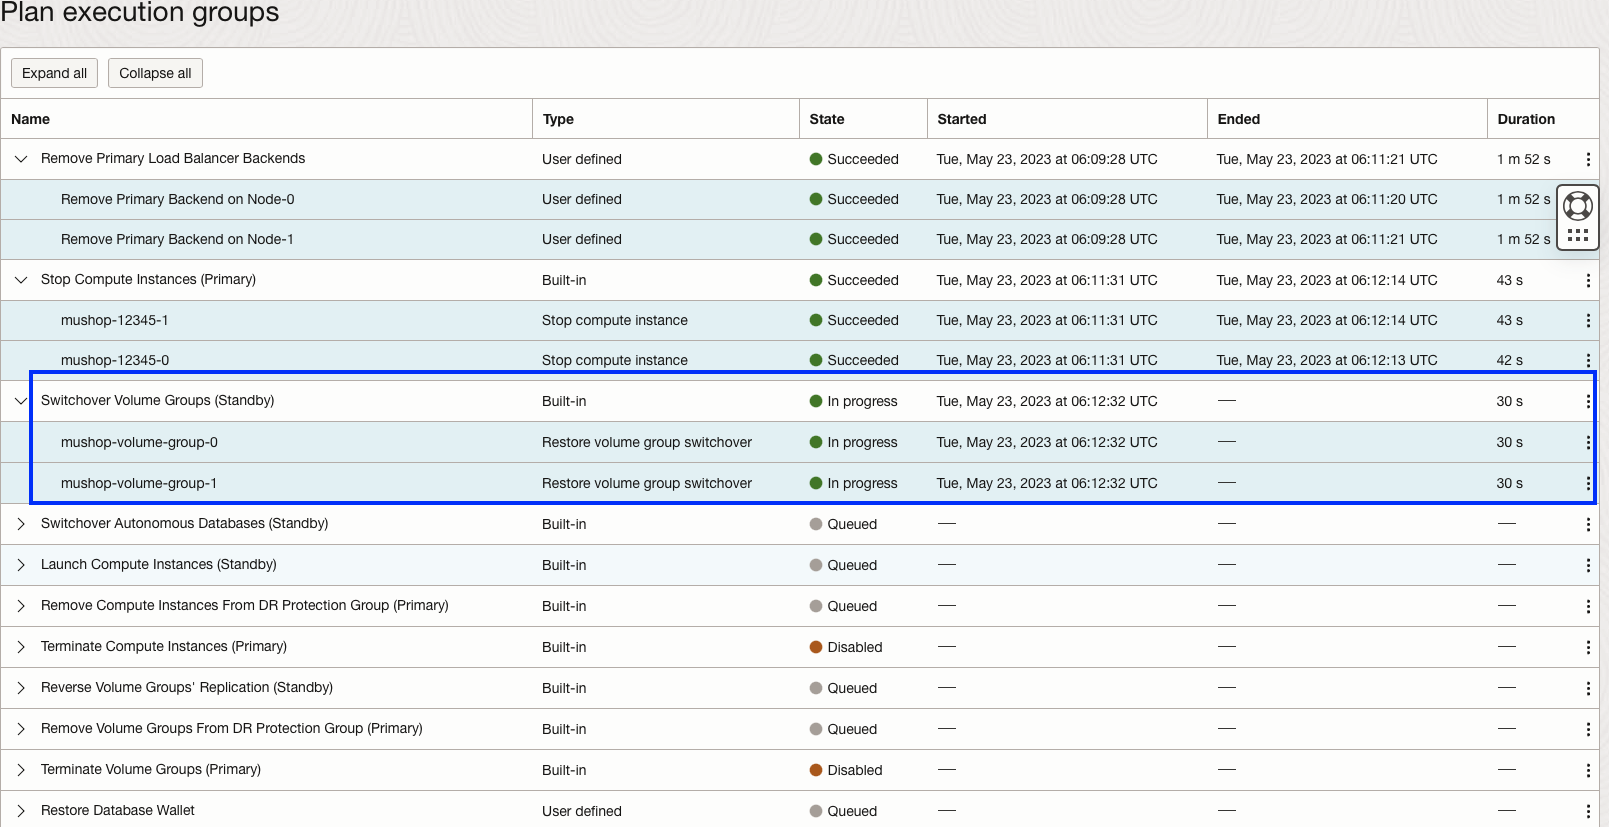 Plan execution groups
Expand all Collapse all
Name Type State Started Ended Duration
Remove Primary Load Balancer Backends User defined Succeeded Tue, May 23, 2023 at 06:09:28 UTC Tue, May 23, 2023 at 06:11:21 UTC 1 m 52 s
Remove Primary Backend on Node-0 User defined Succeeded Tue, May 23, 2023 at 06:09:28 UTC Tue, May 23, 2023 at 06:11:20 UTC 1 m 52 s
Remove Primary Backend on Node-1 User defined Succeeded Tue, May 23, 2023 at 06:09:28 UTC Tue, May 23, 2023 at 06:11:21 UTC 1 m 52 s
Stop Compute Instances (Primary) Built-in Succeeded Tue, May 23, 2023 at 06:11:31 UTC Tue, May 23, 2023 at 06:12:14 UTC 43 s
mushop-12345-1 Stop compute instance Succeeded Tue, May 23, 2023 at 06:11:31 UTC Tue, May 23, 2023 at 06:12:14 UTC 43 s
mushop-12345-0 Stop compute instance Succeeded Tue, May 23, 2023 at 06:11:31 UTC Tue, May 23, 2023 at 06:12:13 UTC 42 s
Switchover Volume Groups (Standby) Built-in In progress Tue, May 23, 2023 at 06:12:32 UTC — 30 s
mushop-volume-group-0 Restore volume group switchover In progress Tue, May 23, 2023 at 06:12:32 UTC — 30 s
mushop-volume-group-1 Restore volume group switchover In progress Tue, May 23, 2023 at 06:12:32 UTC — 30 s
Switchover Autonomous Databases (Standby) Built-in Queued — — —
Launch Compute Instances (Standby) Built-in Queued — — —
Remove Compute Instances From DR Protection Group (Primary) Built-in Queued — — —
Terminate Compute Instances (Primary) Built-in Disabled — — —
Reverse Volume Groups' Replication (Standby) Built-in Queued — — —
Remove Volume Groups From DR Protection Group (Primary) Built-in Queued — — —
Terminate Volume Groups (Primary) Built-in Disabled — — —
Restore Database Wallet User defined Queued — — —